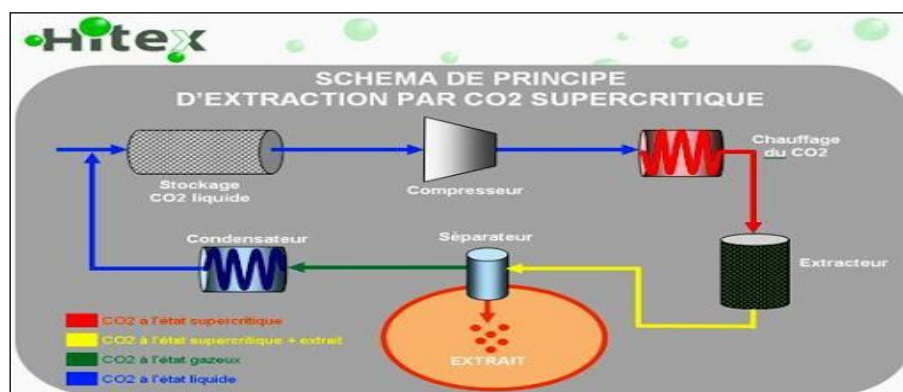 Hitex
SCHEMA DE PRINCIPE
D'EXTRACTION PAR CO2 SUPERCRITIQUE
Stockage
CO2 liquide
Compresseur
Chauffage
du CO2
Condensateur
Séparateur
Extracteur
CO2 à l'état supercritique
CO2 à l'état supercritique + extrait
CO2 à l'état gazeux
CO2 à l'état liquide
EXTRAIT